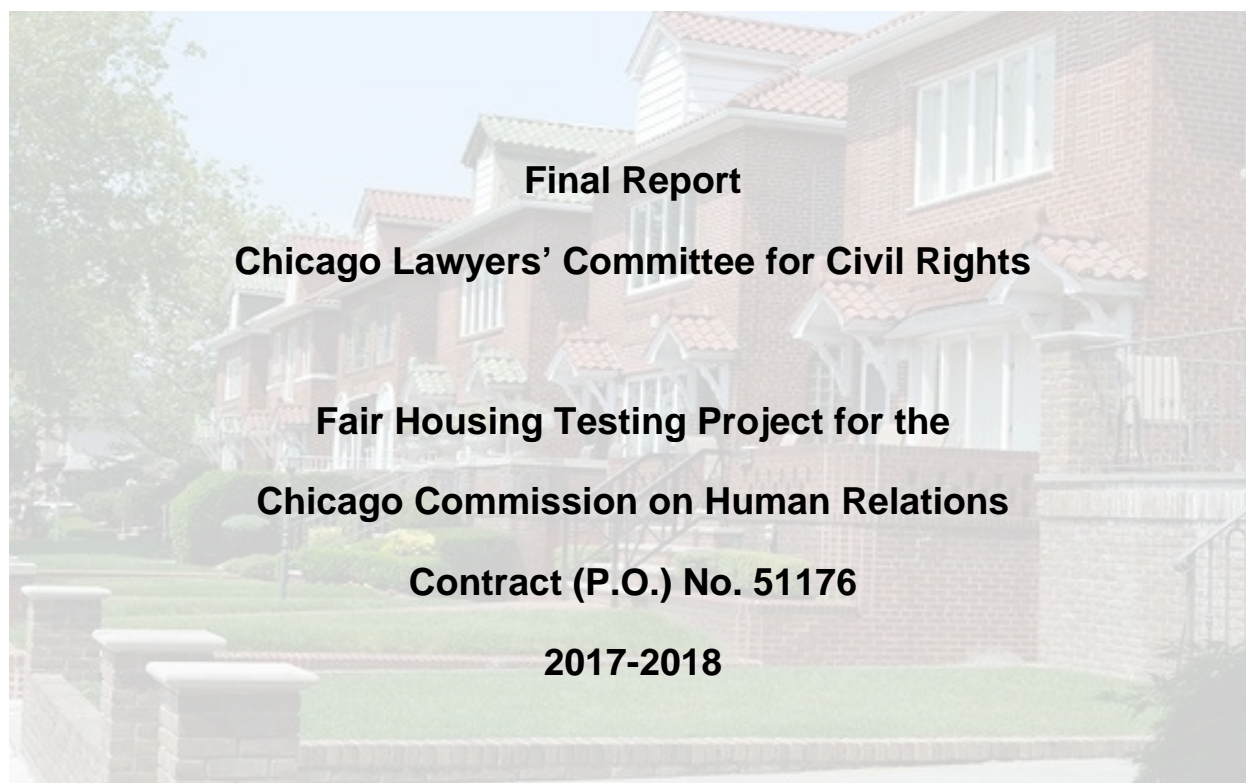 Final Report
Chicago Lawyers’ Committee for Civil Rights
Fair Housing Testing Project for the
Chicago Commission on Human Relations
Contract (P.O.) No. 51176
2017-2018